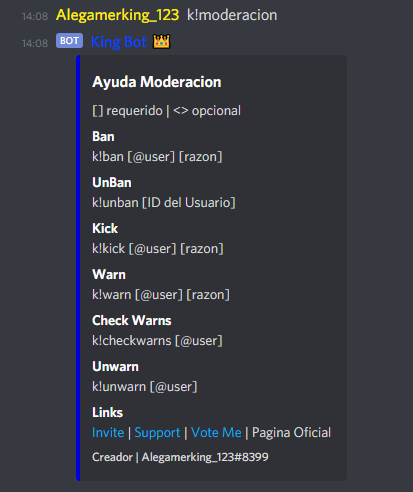 14:08 Alegamerking_123 k!moderacion
14:08 BOT King Bot 👑
Ayuda Moderacion
[] requerido | <> opcional
Ban
k!ban [@user] [razon]
UnBan
k!unban [ID del Usuario]
Kick
k!kick [@user] [razon]
Warn
k!warn [@user] [razon]
Check Warns
k!checkwarns [@user]
Unwarn
k!unwarn [@user]
Links
Invite | Support | Vote Me | Pagina Oficial
Creador | Alegamerking_123#8399